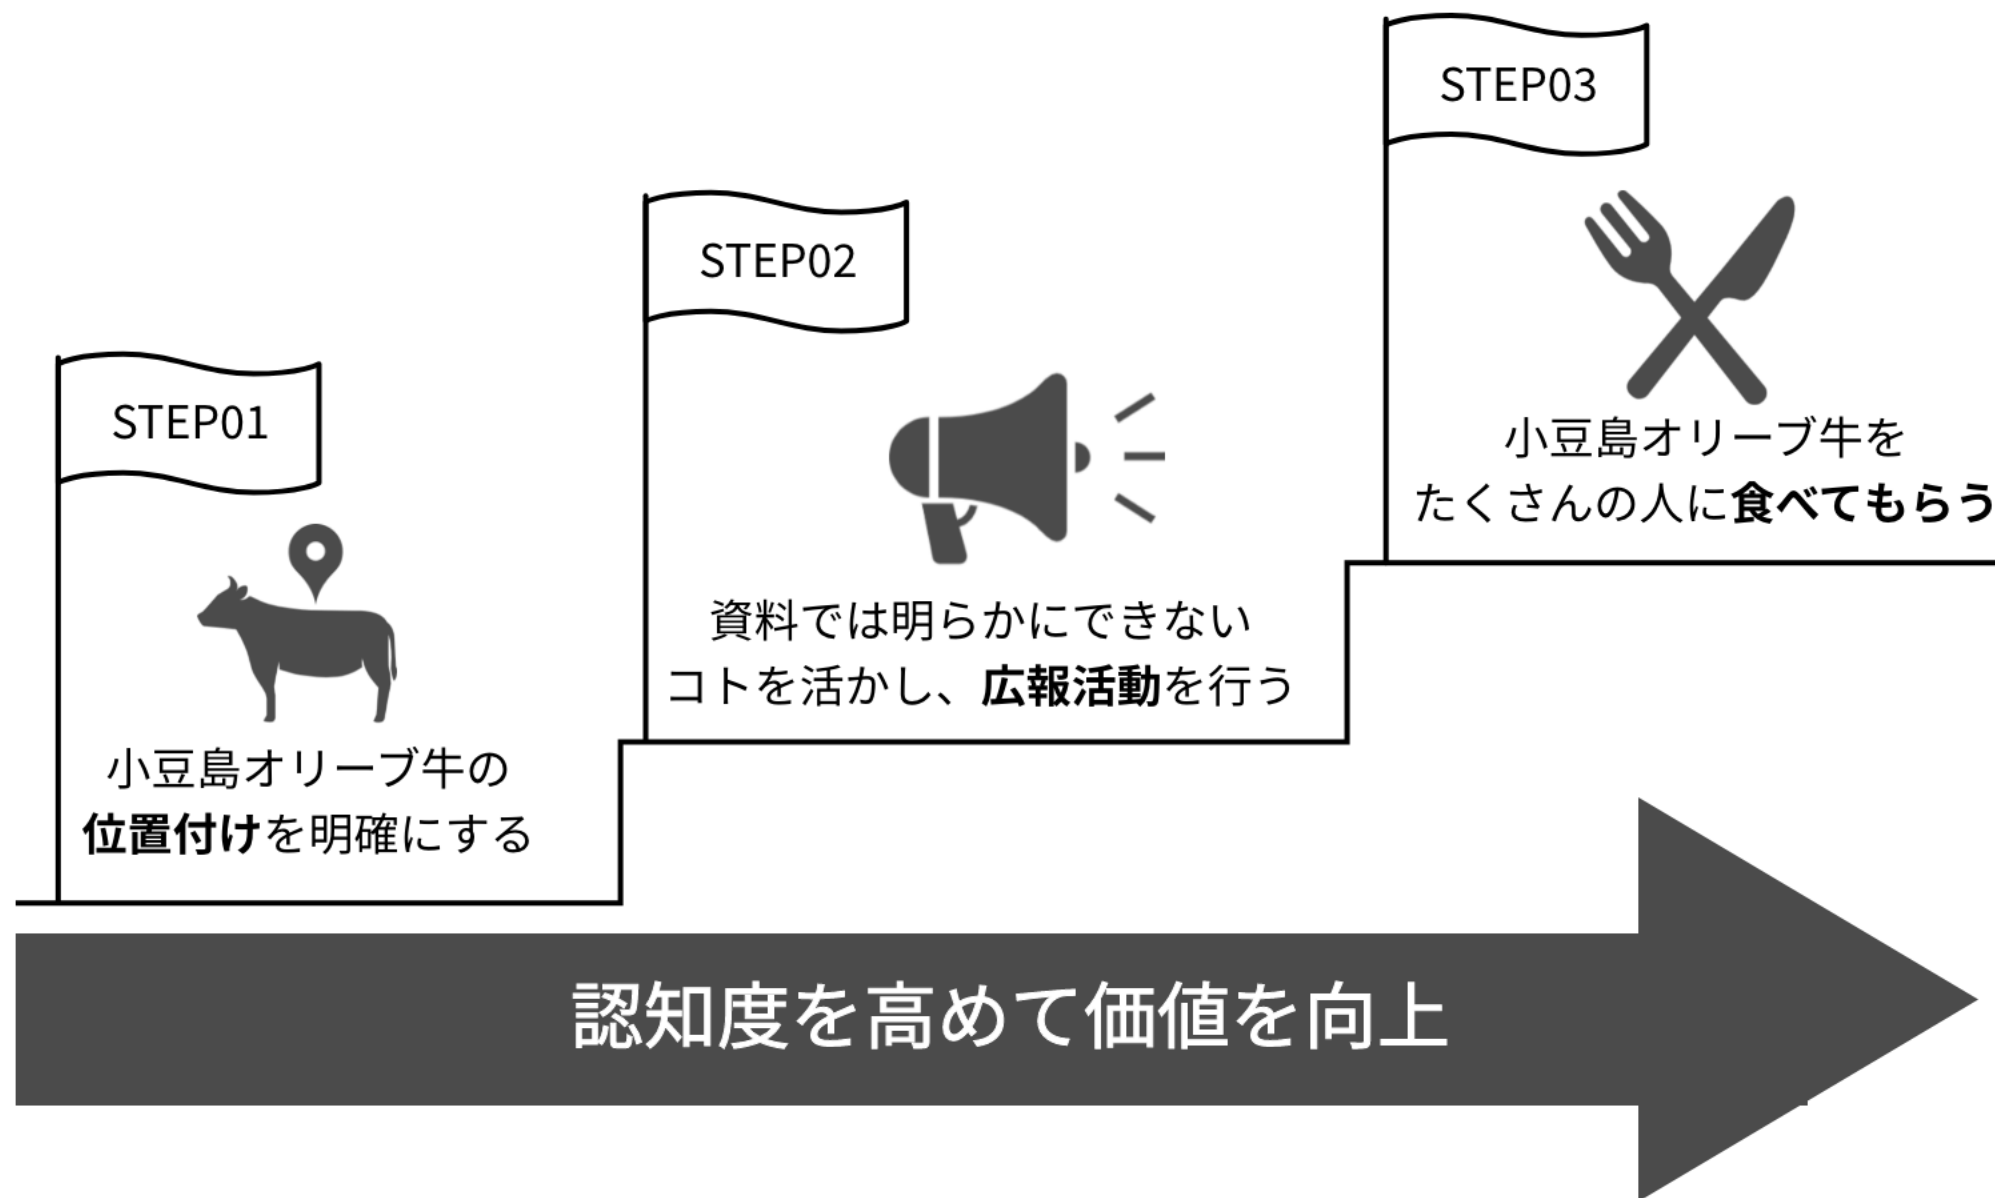 STEP01
小豆島オリーブ牛の
位置付けを明確にする
STEP02
資料では明らかにできない
コトを活かし、広報活動を行う
STEP03
小豆島オリーブ牛を
たくさんの人に食べてもらう
認知度を高めて価値を向上